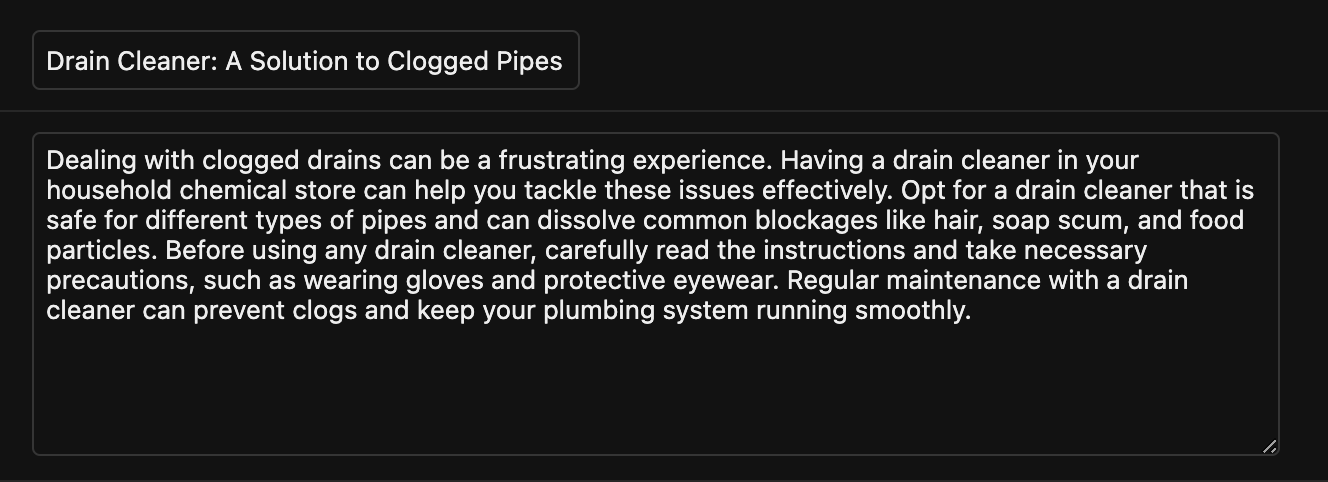 Drain Cleaner: A Solution to Clogged Pipes
Dealing with clogged drains can be a frustrating experience. Having a drain cleaner in your
household chemical store can help you tackle these issues effectively. Opt for a drain cleaner that is
safe for different types of pipes and can dissolve common blockages like hair, soap scum, and food
particles. Before using any drain cleaner, carefully read the instructions and take necessary
precautions, such as wearing gloves and protective eyewear. Regular maintenance with a drain
cleaner can prevent clogs and keep your plumbing system running smoothly.